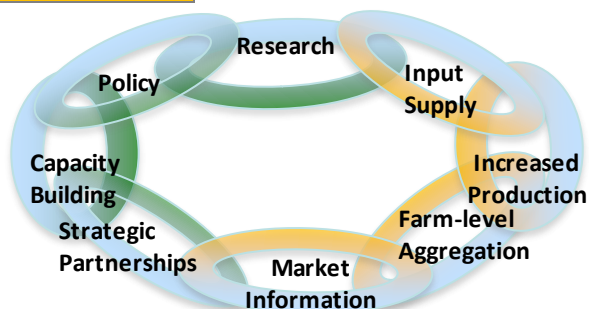 Research
Policy
Input
Supply
Capacity
Building
Increased
Production
Strategic
Partnerships
Farm-level
Aggregation
Market
Information